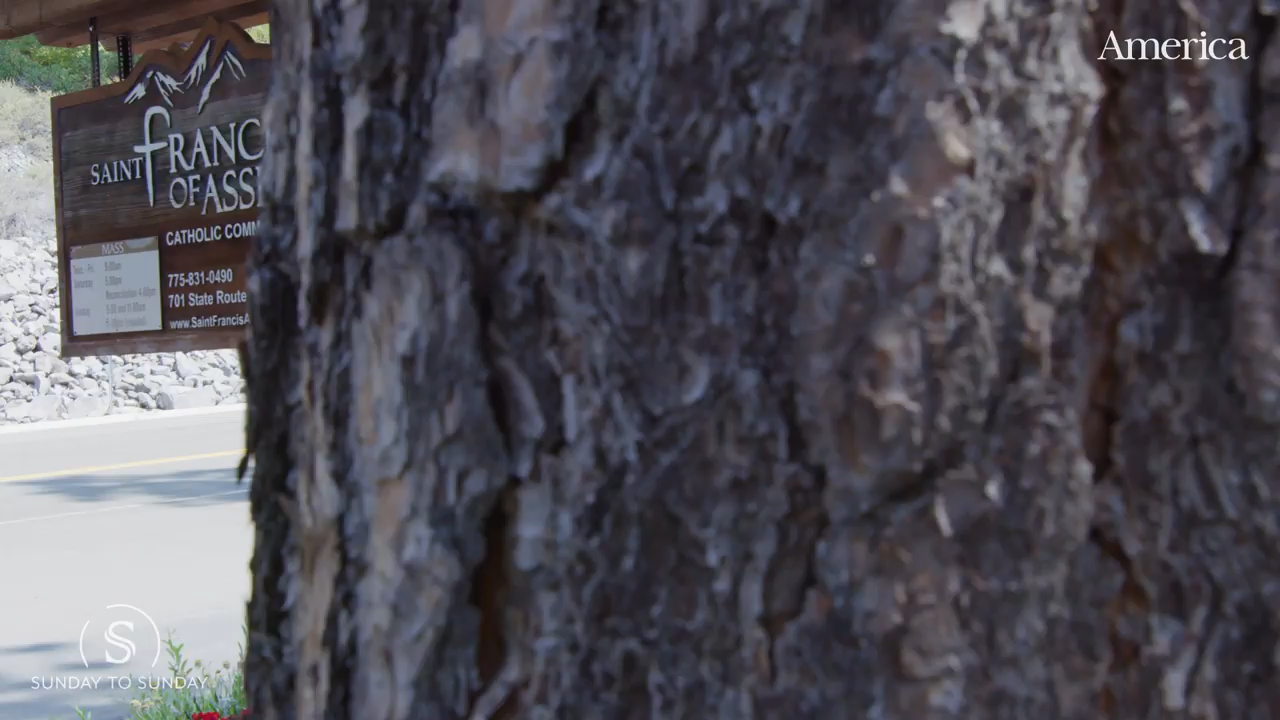 America
SAINT FRANC
OF ASSI
CATHOLIC COMM
MASS
775-831-0490
701 State Route
www.SaintFrancisA
S
SUNDAY TO SUNDAY